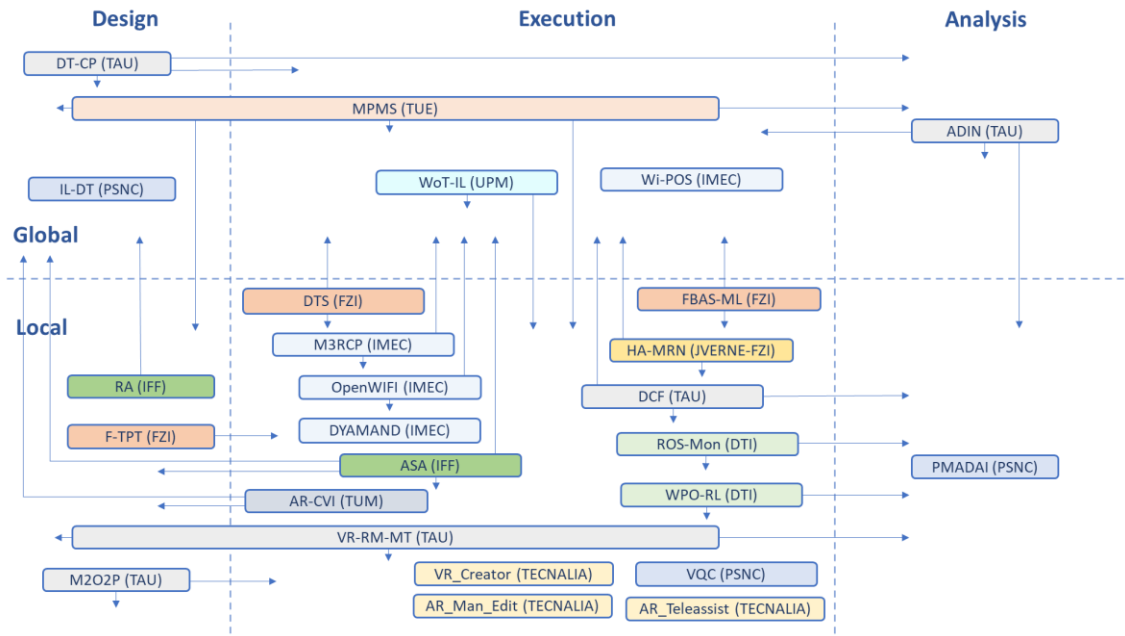 Design
Execution
Analysis
DT-CP (TAU)
MPMS (TUE)
ADIN (TAU)
IL-DT (PSNC)
WoT-IL (UPM)
Wi-POS (IMEC)
Global
DTS (FZI)
FBAS-ML (FZI)
Local
M3RCP (IMEC)
HA-MRN (JVERNE-FZI)
RA (IFF)
OpenWIFI (IMEC)
DCF (TAU)
F-TPT (FZI)
DYAMAND (IMEC)
ROS-Mon (DTI)
ASA (IFF)
PMADAI (PSNC)
AR-CVI (TUM)
WPO-RL (DTI)
VR-RM-MT (TAU)
M2O2P (TAU)
VR_Creator (TECNALIA)
VQC (PSNC)
AR_Man_Edit (TECNALIA)
AR_Teleassist (TECNALIA)